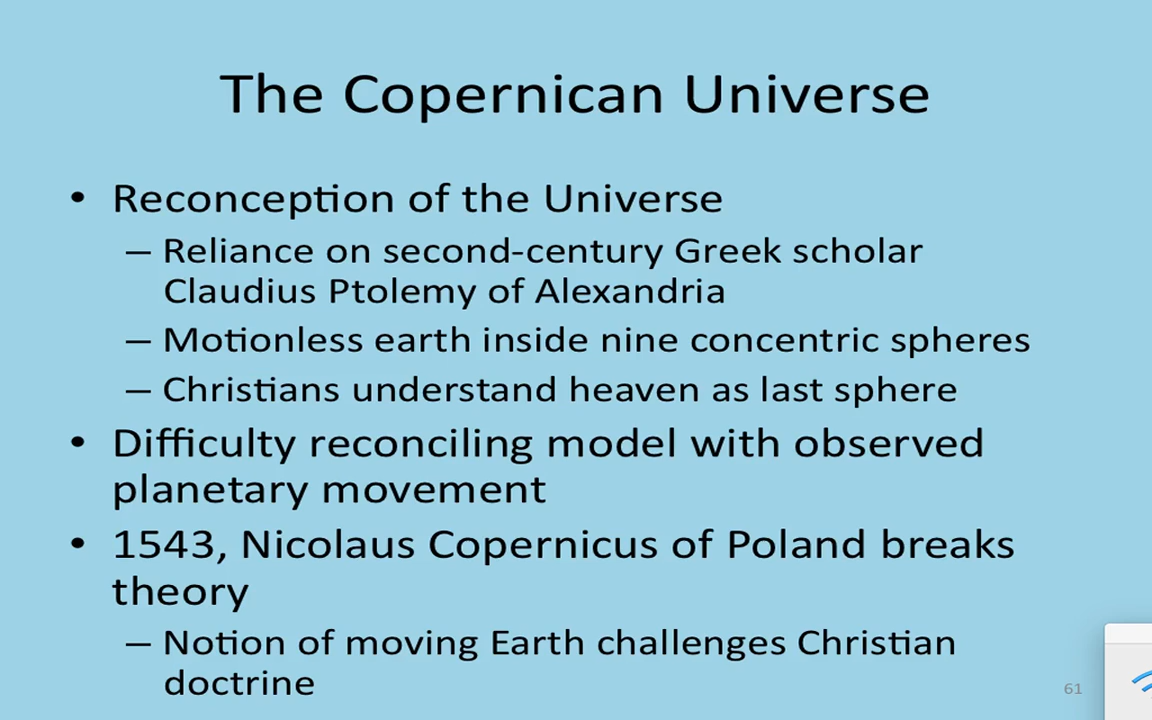 The Copernican Universe
• Reconception of the Universe
– Reliance on second-century Greek scholar
Claudius Ptolemy of Alexandria
– Motionless earth inside nine concentric spheres
– Christians understand heaven as last sphere
• Difficulty reconciling model with observed
planetary movement
• 1543, Nicolaus Copernicus of Poland breaks
theory
– Notion of moving Earth challenges Christian
doctrine
61